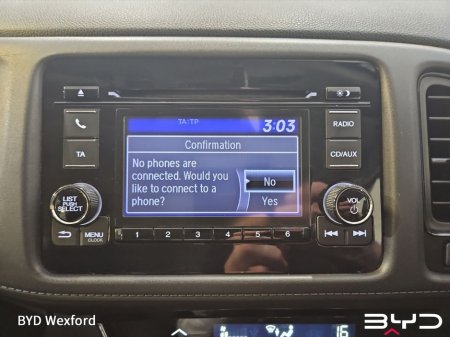 TA:TP
3:03
Confirmation
No phones are
connected. Would you
like to connect to a
phone?
No
Yes
TA
RADIO
CD/AUX
LIST
PUSH
SELECT
VOL
MENU
CLOCK
1 2 3 4 5 6
16
BYD Wexford
BYD